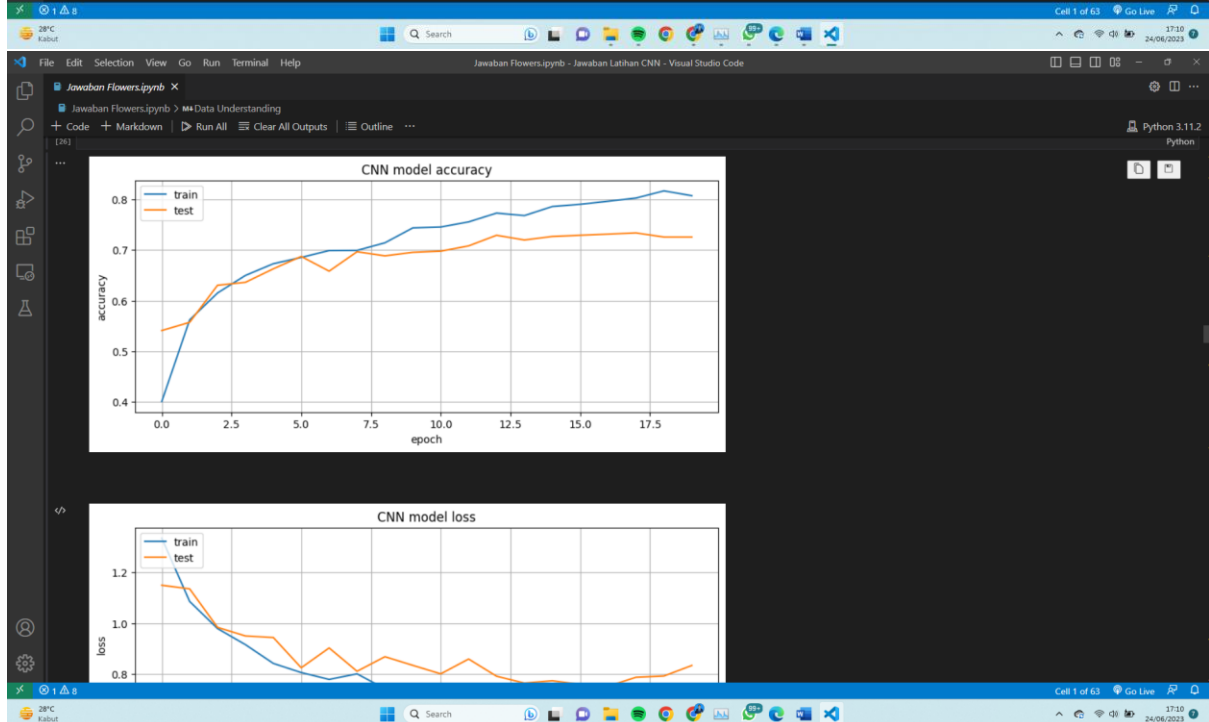 1 8
Cell 1 of 63 Go Live
28°C
Kabut
Search
99+
17:10
24/06/2023
File Edit Selection View Go Run Terminal Help
Jawaban Flowers.ipynb - Jawaban Latihan CNN - Visual Studio Code
Jawaban Flowers.ipynb
Jawaban Flowers.ipynb > M↓Data Understanding
+ Code + Markdown | Run All Clear All Outputs | Outline ...
Python 3.11.2
[26]
Python
...
CNN model accuracy
train
test
0.8
0.7
0.6
0.5
0.4
accuracy
0.0 2.5 5.0 7.5 10.0 12.5 15.0 17.5
epoch
</>
CNN model loss
train
test
1.2
1.0
0.8
loss
1 8
Cell 1 of 63 Go Live
28°C
Kabut
Search
99+
17:10
24/06/2023